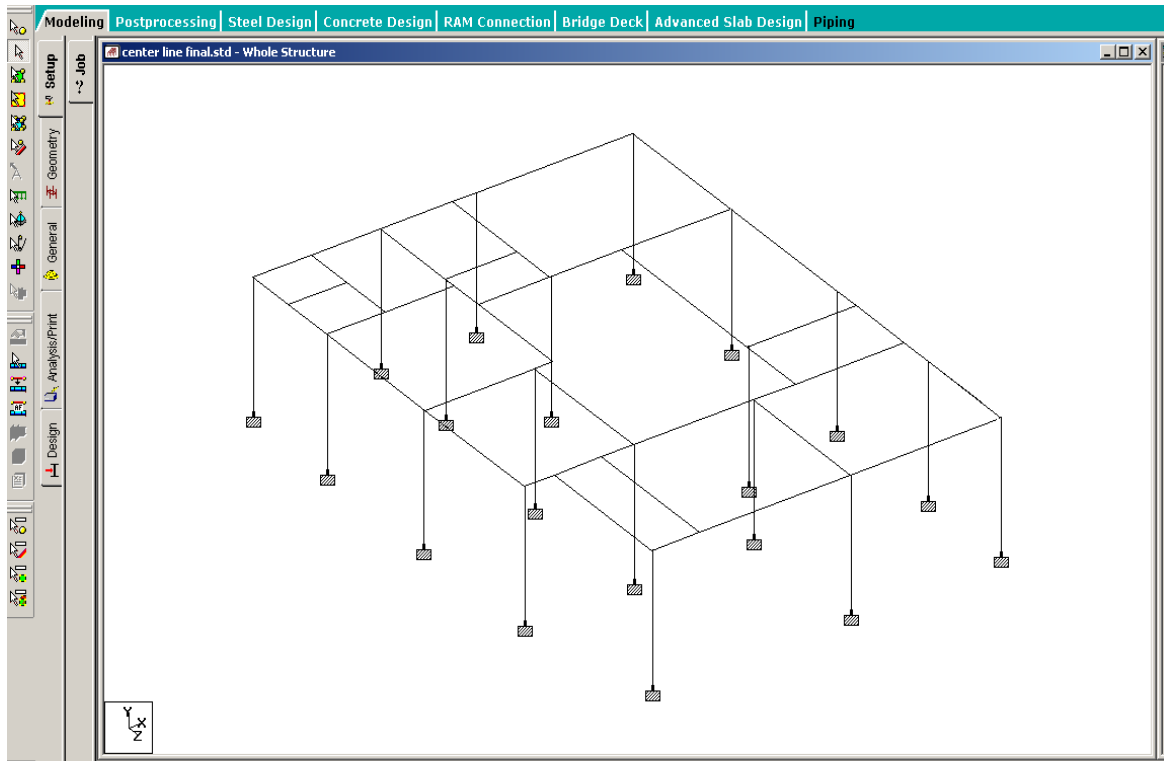 Modeling Postprocessing Steel Design Concrete Design RAM Connection Bridge Deck Advanced Slab Design Piping
center line final.std - Whole Structure
Setup
Job
Geometry
General
Analysis/Print
Design
Y
X
Z